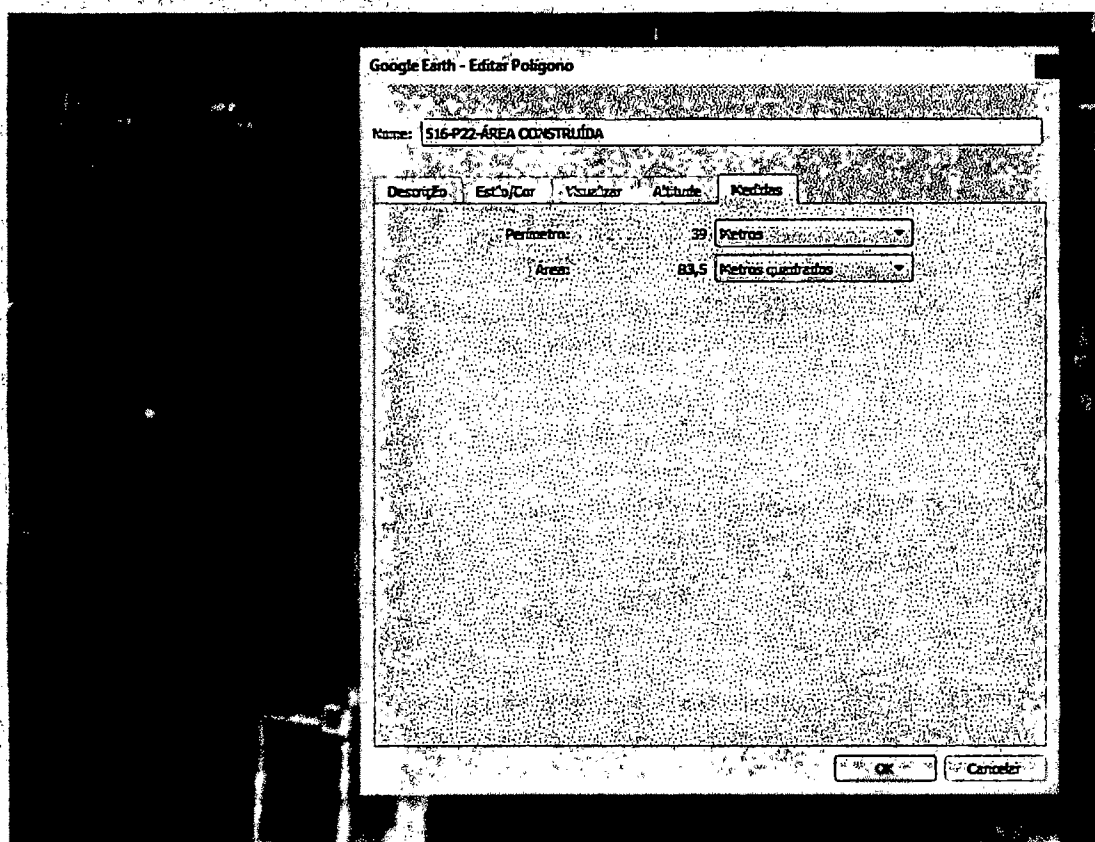 Google Earth - Editar Polígono
Nome: S16-P22-ÁREA CONSTRUÍDA
Descrição Estilo/Cor Visualizar Altitude Medidas
Perímetro: 39 Metros
Área: 83,5 Metros quadrados
OK Cancelar